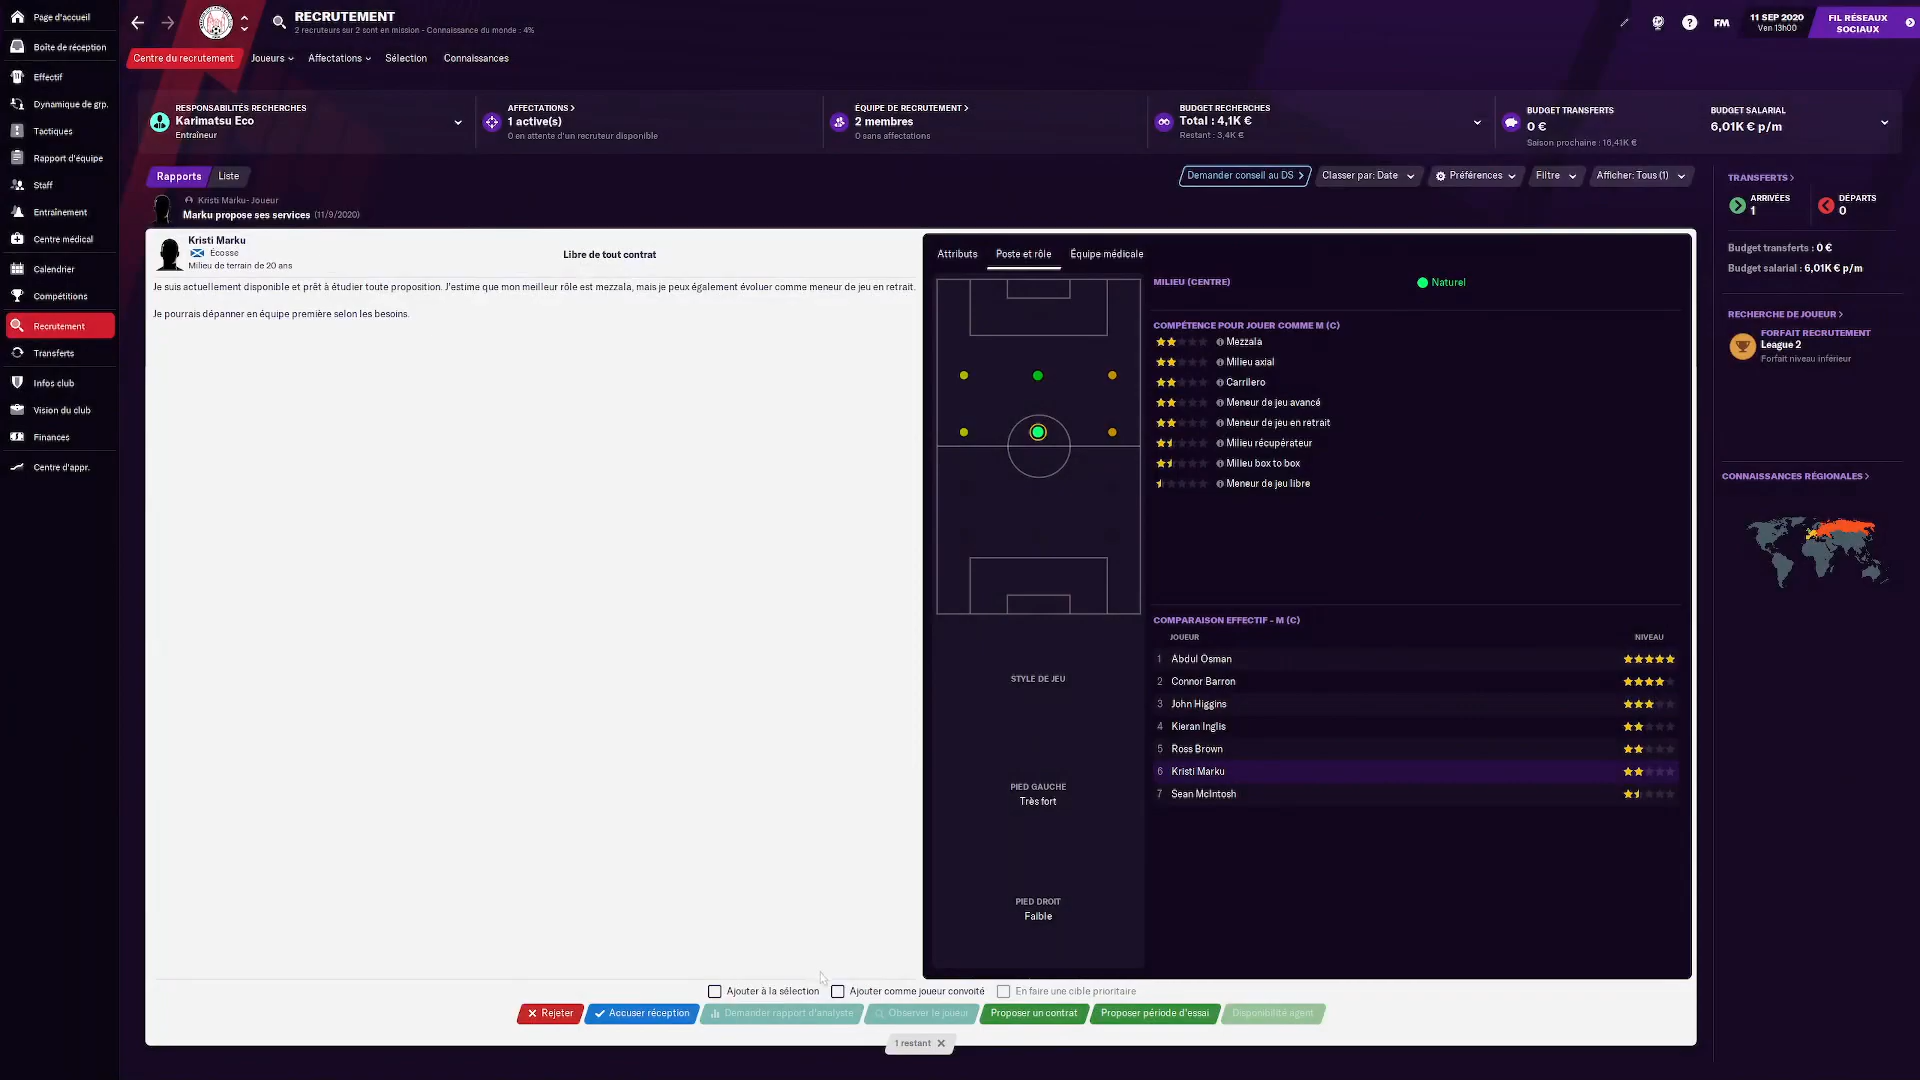 Page d'accueil
Boîte de réception
Effectif
Dynamique de grp.
Tactiques
Rapport d'équipe
Staff
Entraînement
Centre médical
Calendrier
Compétitions
Recrutement
Transferts
Infos club
Vision du club
Finances
Centre d'appr.
RECRUTEMENT
2 recruteurs sur 2 sont en mission - Connaissance du monde : 4%
FM
11 SEP 2020
Ven 13h00
FIL RÉSEAUX
SOCIAUX
Centre du recrutement Joueurs Affectations Sélection Connaissances
RESPONSABILITÉS RECHERCHES
Karimatsu Eco
Entraîneur
AFFECTATIONS >
1 active(s)
0 en attente d'un recruteur disponible
ÉQUIPE DE RECRUTEMENT >
2 membres
0 sans affectations
BUDGET RECHERCHES
Total : 4,1K €
Restant : 3,4K €
BUDGET TRANSFERTS
0 €
Saison prochaine : 16,41K €
BUDGET SALARIAL
6,01K € p/m
Rapports Liste
Demander conseil au DS > Classer par: Date Préférences Filtre Afficher: Tous (1)
Kristi Marku- Joueur
Marku propose ses services (11/9/2020)
Kristi Marku
Écosse
Milieu de terrain de 20 ans
Libre de tout contrat
Je suis actuellement disponible et prêt à étudier toute proposition. J'estime que mon meilleur rôle est mezzala, mais je peux également évoluer comme meneur de jeu en retrait.
Je pourrais dépanner en équipe première selon les besoins.
Attributs Poste et rôle Équipe médicale
MILIEU (CENTRE) Naturel
COMPÉTENCE POUR JOUER COMME M (C)
Mezzala
Milieu axial
Carrilero
Meneur de jeu avancé
Meneur de jeu en retrait
Milieu récupérateur
Milieu box to box
Meneur de jeu libre
STYLE DE JEU
PIED GAUCHE
Très fort
PIED DROIT
Faible
COMPARAISON EFFECTIF - M (C)
JOUEUR NIVEAU
1 Abdul Osman
2 Connor Barron
3 John Higgins
4 Kieran Inglis
5 Ross Brown
6 Kristi Marku
7 Sean McIntosh
TRANSFERTS >
ARRIVÉES
1
DÉPARTS
0
Budget transferts : 0 €
Budget salarial : 6,01K € p/m
RECHERCHE DE JOUEUR >
FORFAIT RECRUTEMENT
League 2
Forfait niveau inférieur
CONNAISSANCES RÉGIONALES >
Ajouter à la sélection Ajouter comme joueur convoité En faire une cible prioritaire
Rejeter Accuser réception Demander rapport d'analyste Observer le joueur Proposer un contrat Proposer période d'essai Disponibilité agent
1 restant